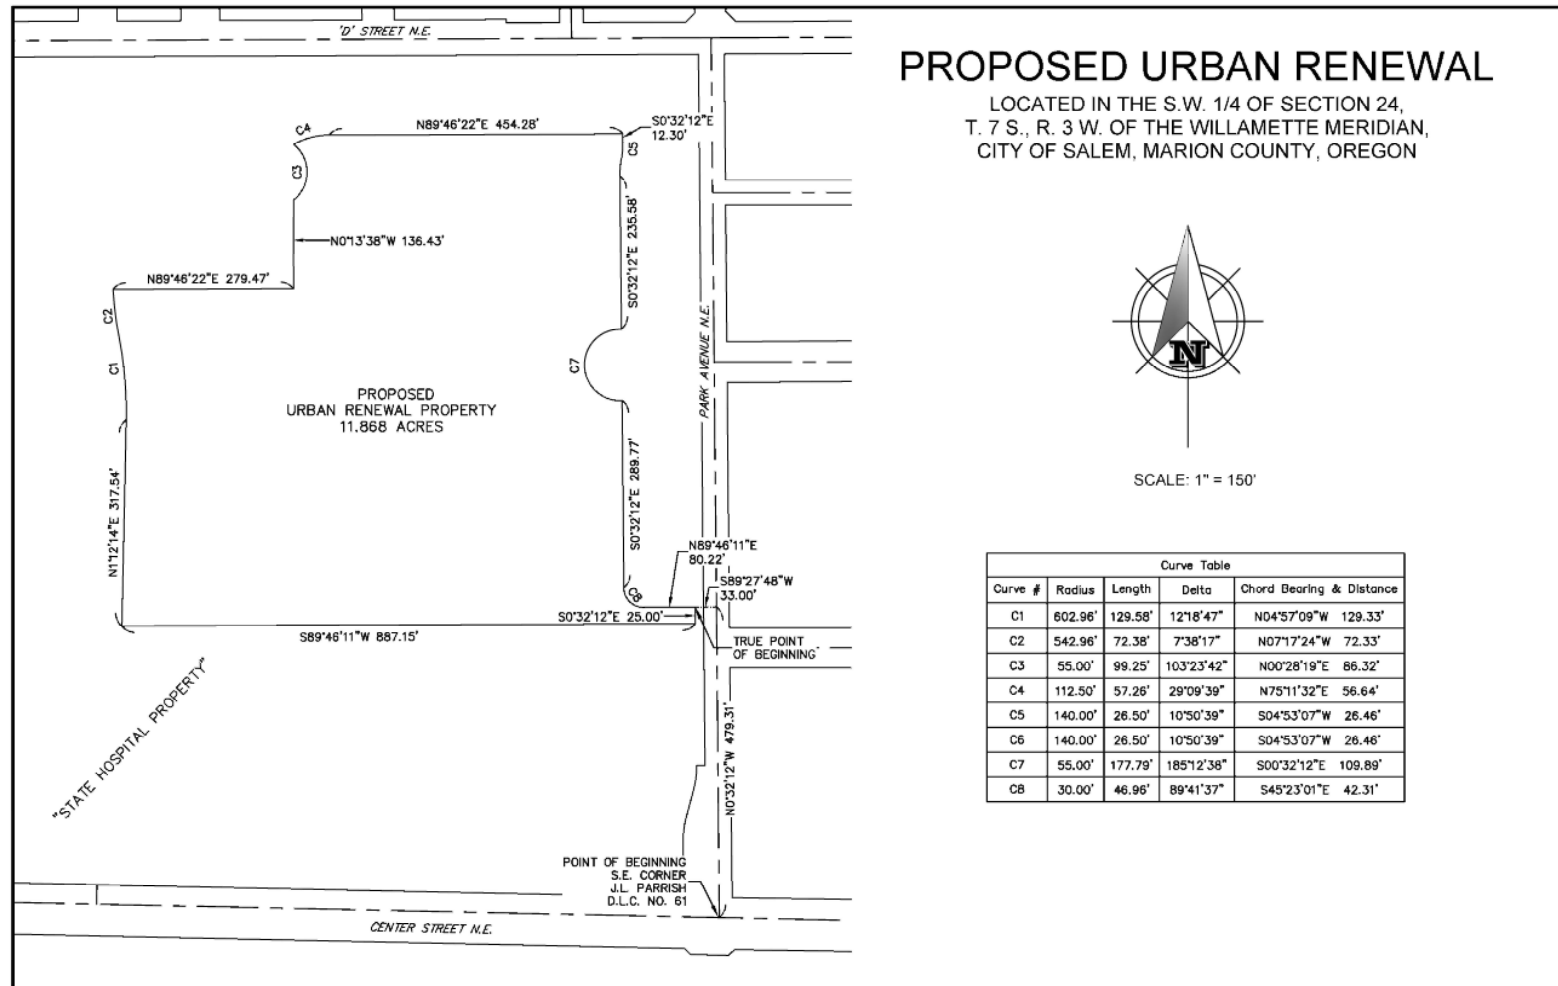 PROPOSED URBAN RENEWAL
LOCATED IN THE S.W. 1/4 OF SECTION 24,
T. 7 S., R. 3 W. OF THE WILLAMETTE MERIDIAN,
CITY OF SALEM, MARION COUNTY, OREGON
'D' STREET N.E.
C4
N89°46'22"E 454.28'
S0°32'12"E
12.30'
C5
C3
N0°13'38"W 136.43'
S0°32'12"E 235.58'
N89°46'22"E 279.47'
C2
C1
C7
PARK AVENUE N.E.
PROPOSED
URBAN RENEWAL PROPERTY
11.868 ACRES
N1°12'14"E 317.54'
S0°32'12"E 289.77'
N89°46'11"E
80.22'
S89°27'48"W
33.00'
C8
S0°32'12"E 25.00'
S89°46'11"W 887.15'
TRUE POINT
OF BEGINNING
"STATE HOSPITAL PROPERTY"
N0°32'12"W 479.31'
POINT OF BEGINNING
S.E. CORNER
J.L. PARRISH
D.L.C. NO. 61
CENTER STREET N.E.
N
SCALE: 1" = 150'
Curve Table
Curve # Radius Length Delta Chord Bearing & Distance
C1 602.96' 129.58' 12°18'47" N04°57'09"W 129.33'
C2 542.96' 72.38' 7°38'17" N07°17'24"W 72.33'
C3 55.00' 99.25' 103°23'42" N00°28'19"E 86.32'
C4 112.50' 57.26' 29°09'39" N75°11'32"E 56.64'
C5 140.00' 26.50' 10°50'39" S04°53'07"W 26.46'
C6 140.00' 26.50' 10°50'39" S04°53'07"W 26.46'
C7 55.00' 177.79' 185°12'38" S00°32'12"E 109.89'
C8 30.00' 46.96' 89°41'37" S45°23'01"E 42.31'